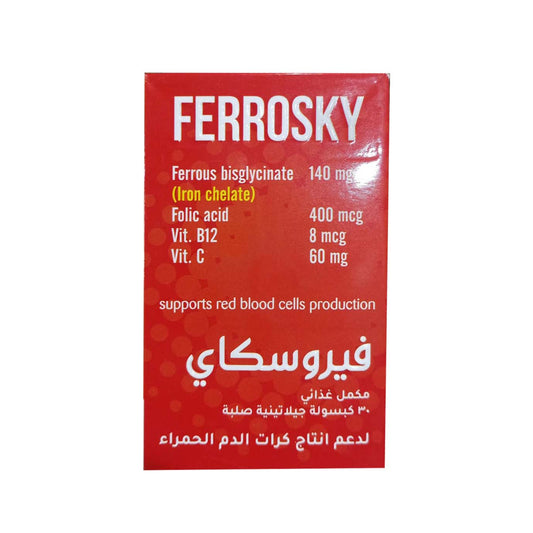 FERROSKY
Ferrous bisglycinate 140 mg
(Iron chelate)
Folic acid 400 mcg
Vit. B12 8 mcg
Vit. C 60 mg
supports red blood cells production
فيروسكاي
مكمل غذائي
٣٠ كبسولة جيلاتينية صلبة
لدعم انتاج كرات الدم الحمراء